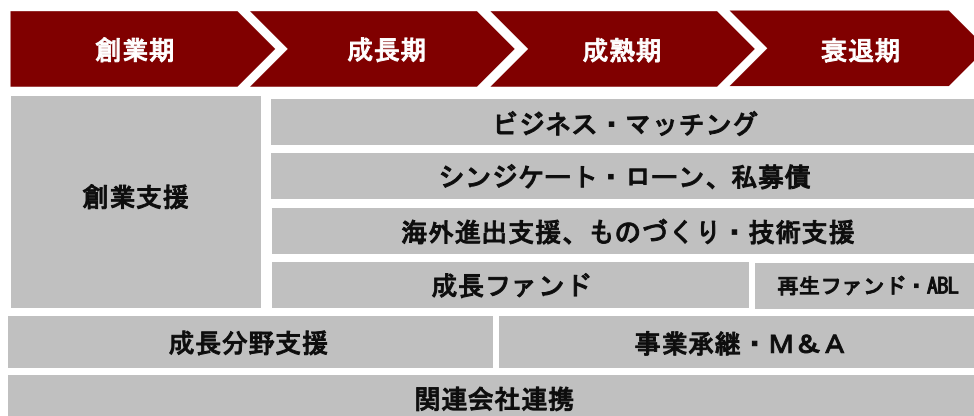 創業期
成長期
成熟期
衰退期
創業支援
ビジネス・マッチング
シンジケート・ローン、私募債
海外進出支援、ものづくり・技術支援
成長ファンド
再生ファンド・ABL
成長分野支援
事業承継・M＆A
関連会社連携